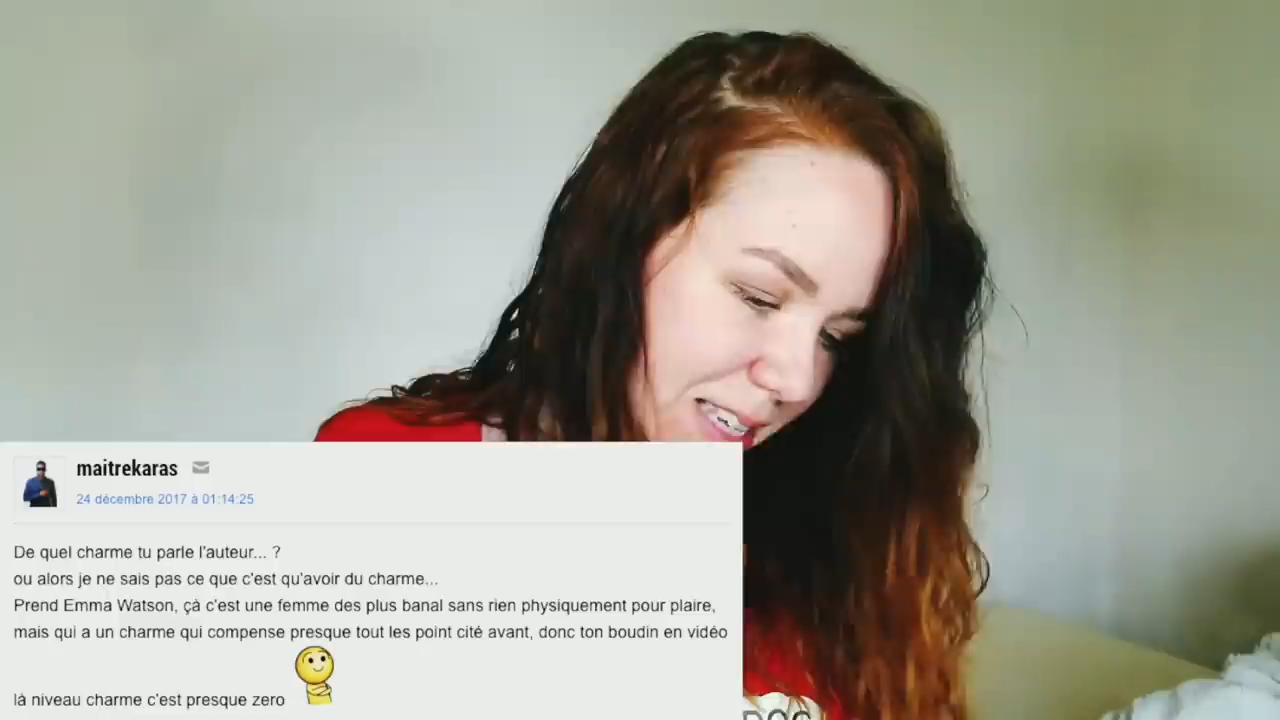 maitrekaras
24 décembre 2017 à 01:14:25
De quel charme tu parle l'auteur... ?
ou alors je ne sais pas ce que c'est qu'avoir du charme...
Prend Emma Watson, çà c'est une femme des plus banal sans rien physiquement pour plaire,
mais qui a un charme qui compense presque tout les point cité avant, donc ton boudin en vidéo
là niveau charme c'est presque zero